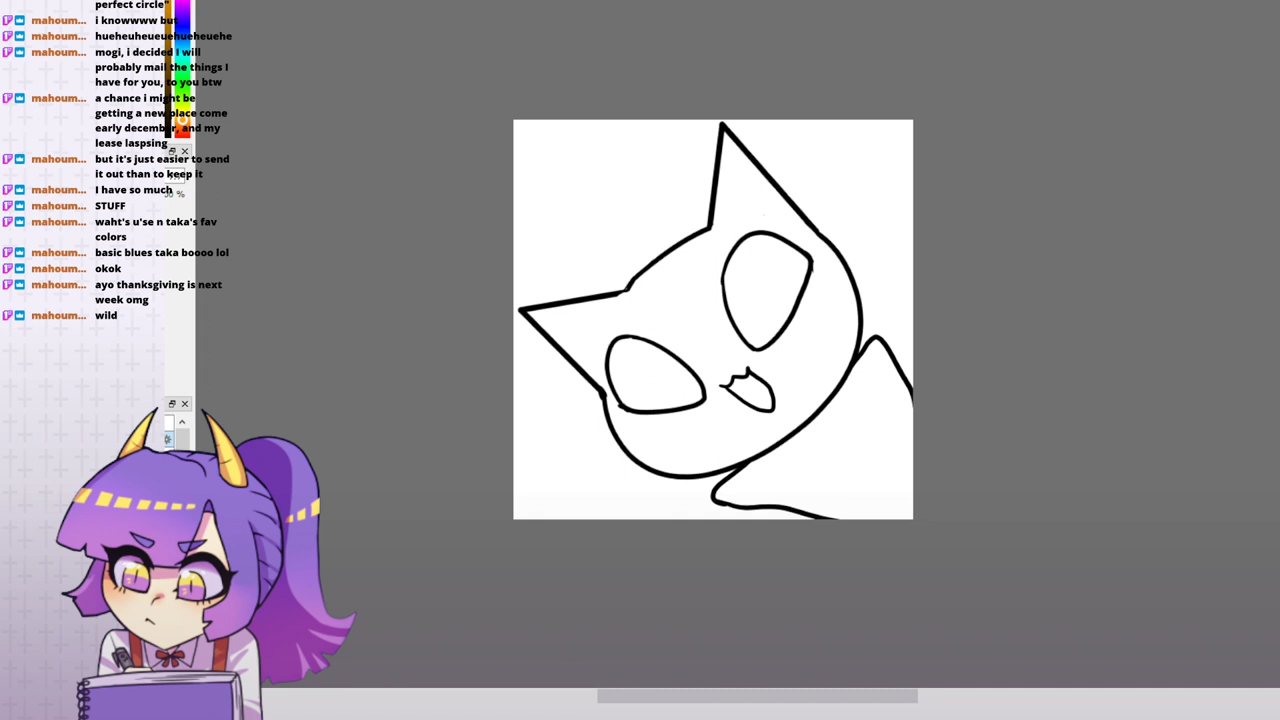 perfect circle"
mahoum... i knowwww but
mahoum... hueheuheueuehueheuehe
mahoum... mogi, i decided I will
probably mail the things I
have for you, to you btw
mahoum... a chance i might be
getting a new place come
early december, and my
lease laspsing
mahoum... but it's just easier to send
it out than to keep it
mahoum... I have so much
STUFF
mahoum... waht's u'se n taka's fav
colors
mahoum... basic blues taka boooo lol
mahoum... okok
mahoum... ayo thanksgiving is next
week omg
mahoum... wild